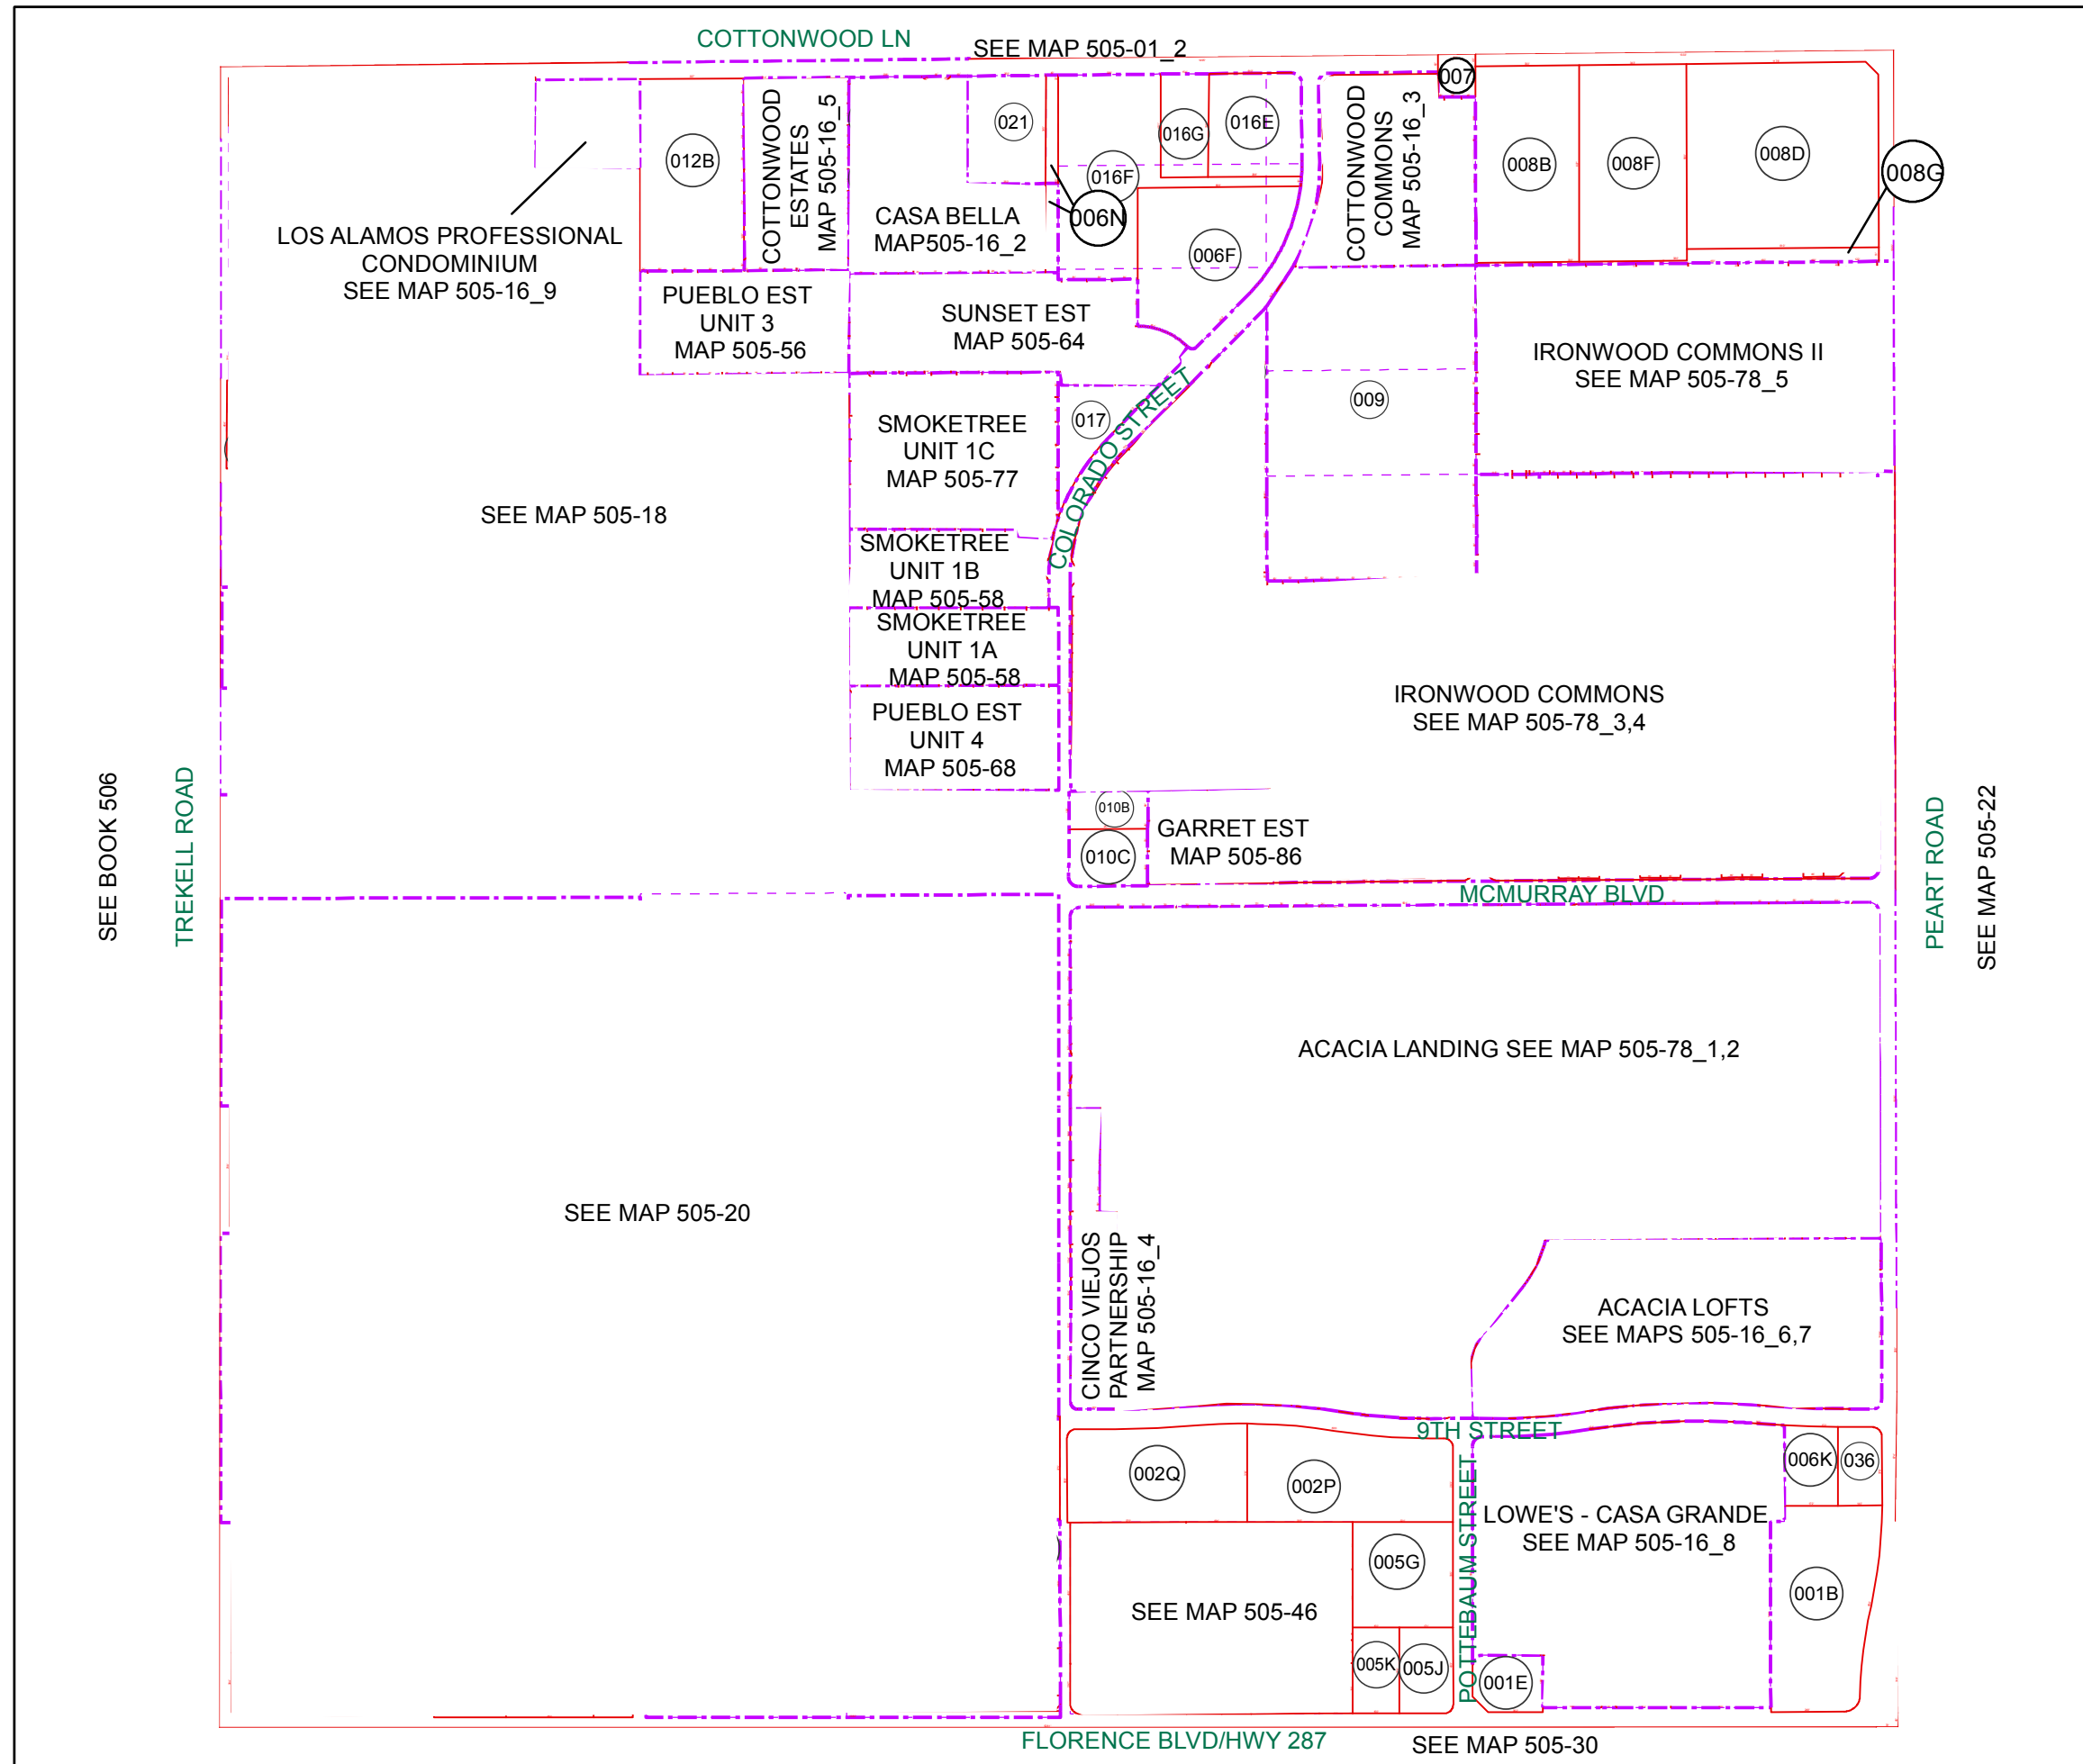 COTTONWOOD LN
SEE MAP 505-01_2
007
021
016G
016E
012B
016F
008B
008F
008D
008G
COTTONWOOD
ESTATES
MAP 505-16_5
COTTONWOOD
COMMONS
MAP 505-16_3
CASA BELLA
MAP505-16_2
006N
006F
LOS ALAMOS PROFESSIONAL
CONDOMINIUM
SEE MAP 505-16_9
PUEBLO EST
UNIT 3
MAP 505-56
SUNSET EST
MAP 505-64
IRONWOOD COMMONS II
SEE MAP 505-78_5
009
017
COLORADO STREET
SMOKETREE
UNIT 1C
MAP 505-77
SEE MAP 505-18
SMOKETREE
UNIT 1B
MAP 505-58
SMOKETREE
UNIT 1A
MAP 505-58
PUEBLO EST
UNIT 4
MAP 505-68
IRONWOOD COMMONS
SEE MAP 505-78_3,4
SEE BOOK 506
TREKELL ROAD
PEART ROAD
SEE MAP 505-22
010B
010C
GARRET EST
MAP 505-86
MCMURRAY BLVD
ACACIA LANDING SEE MAP 505-78_1,2
SEE MAP 505-20
CINCO VIEJOS
PARTNERSHIP
MAP 505-16_4
ACACIA LOFTS
SEE MAPS 505-16_6,7
9TH STREET
002Q
002P
006K
036
POTTEBAUM STREET
LOWE'S - CASA GRANDE
SEE MAP 505-16_8
005G
001B
SEE MAP 505-46
005K
005J
001E
FLORENCE BLVD/HWY 287
SEE MAP 505-30